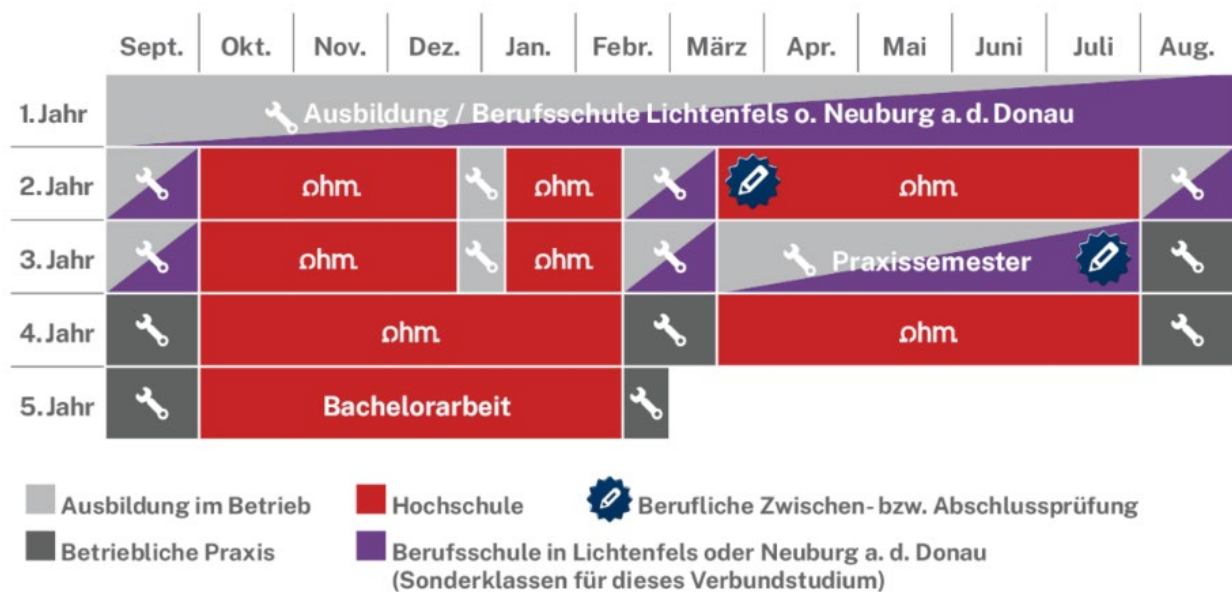 Sept. Okt. Nov. Dez. Jan. Febr. März Apr. Mai Juni Juli Aug.
1. Jahr Ausbildung / Berufsschule Lichtenfels o. Neuburg a. d. Donau
2. Jahr ohm ohm ohm
3. Jahr ohm ohm Praxissemester
4. Jahr ohm ohm
5. Jahr Bachelorarbeit
Ausbildung im Betrieb Hochschule Berufliche Zwischen- bzw. Abschlussprüfung
Betriebliche Praxis Berufsschule in Lichtenfels oder Neuburg a. d. Donau
(Sonderklassen für dieses Verbundstudium)